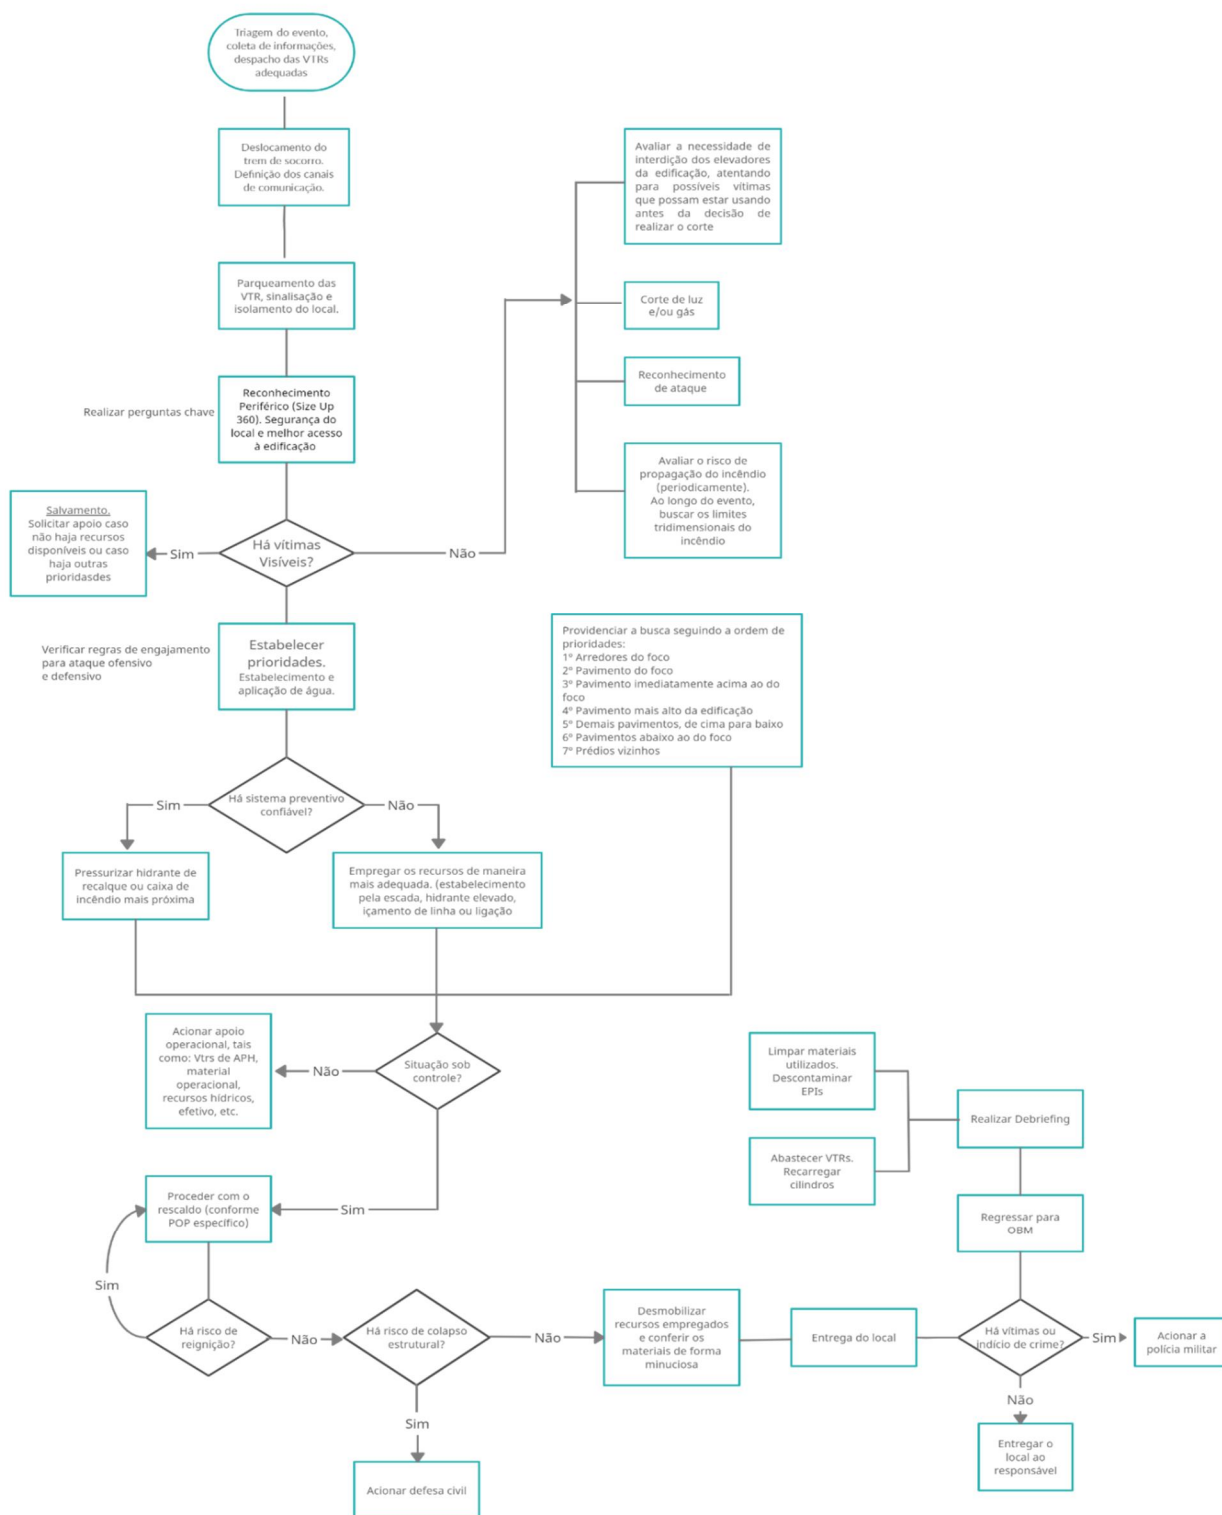 Triagem do evento,
coleta de informações,
despacho das VTRs
adequadas
Deslocamento do
trem de socorro.
Definição dos canais
de comunicação.
Parqueamento das
VTR, sinalisação e
isolamento do local.
Realizar perguntas chave
Reconhecimento
Periférico (Size Up
360). Segurança do
local e melhor acesso
à edificação
Avaliar a necessidade de
interdição dos elevadores
da edificação, atentando
para possíveis vítimas
que possam estar usando
antes da decisão de
realizar o corte
Corte de luz
e/ou gás
Reconhecimento
de ataque
Avaliar o risco de
propagação do incêndio
(periodicamente).
Ao longo do evento,
buscar os limites
tridimensionais do
incêndio
Salvamento.
Solicitar apoio caso
não haja recursos
disponíveis ou caso
haja outras
prioridasdes
Sim
Há vítimas
Visíveis?
Não
Verificar regras de engajamento
para ataque ofensivo
e defensivo
Estabelecer
prioridades.
Estabelecimento e
aplicação de água.
Providenciar a busca seguindo a ordem de
prioridades:
1º Arredores do foco
2º Pavimento do foco
3º Pavimento imediatamente acima ao do
foco
4º Pavimento mais alto da edificação
5º Demais pavimentos, de cima para baixo
6º Pavimentos abaixo ao do foco
7º Prédios vizinhos
Sim
Há sistema preventivo
confiável?
Não
Pressurizar hidrante de
recalque ou caixa de
incêndio mais próxima
Empregar os recursos de maneira
mais adequada. (estabelecimento
pela escada, hidrante elevado,
içamento de linha ou ligação
Acionar apoio
operacional, tais
como: Vtrs de APH,
material
operacional,
recursos hídricos,
efetivo, etc.
Não
Situação sob
controle?
Limpar materiais
utilizados.
Descontaminar
EPIs
Realizar Debriefing
Abastecer VTRs.
Recarregar
cilindros
Proceder com o
rescaldo (conforme
POP específico)
Sim
Regressar para
OBM
Sim
Há risco de
reignição?
Não
Há risco de colapso
estrutural?
Não
Desmobilizar
recursos empregados
e conferir os
materiais de forma
minuciosa
Entrega do local
Há vítimas ou
indício de crime?
Sim
Acionar a
polícia militar
Sim
Não
Acionar defesa civil
Entregar o
local ao
responsável